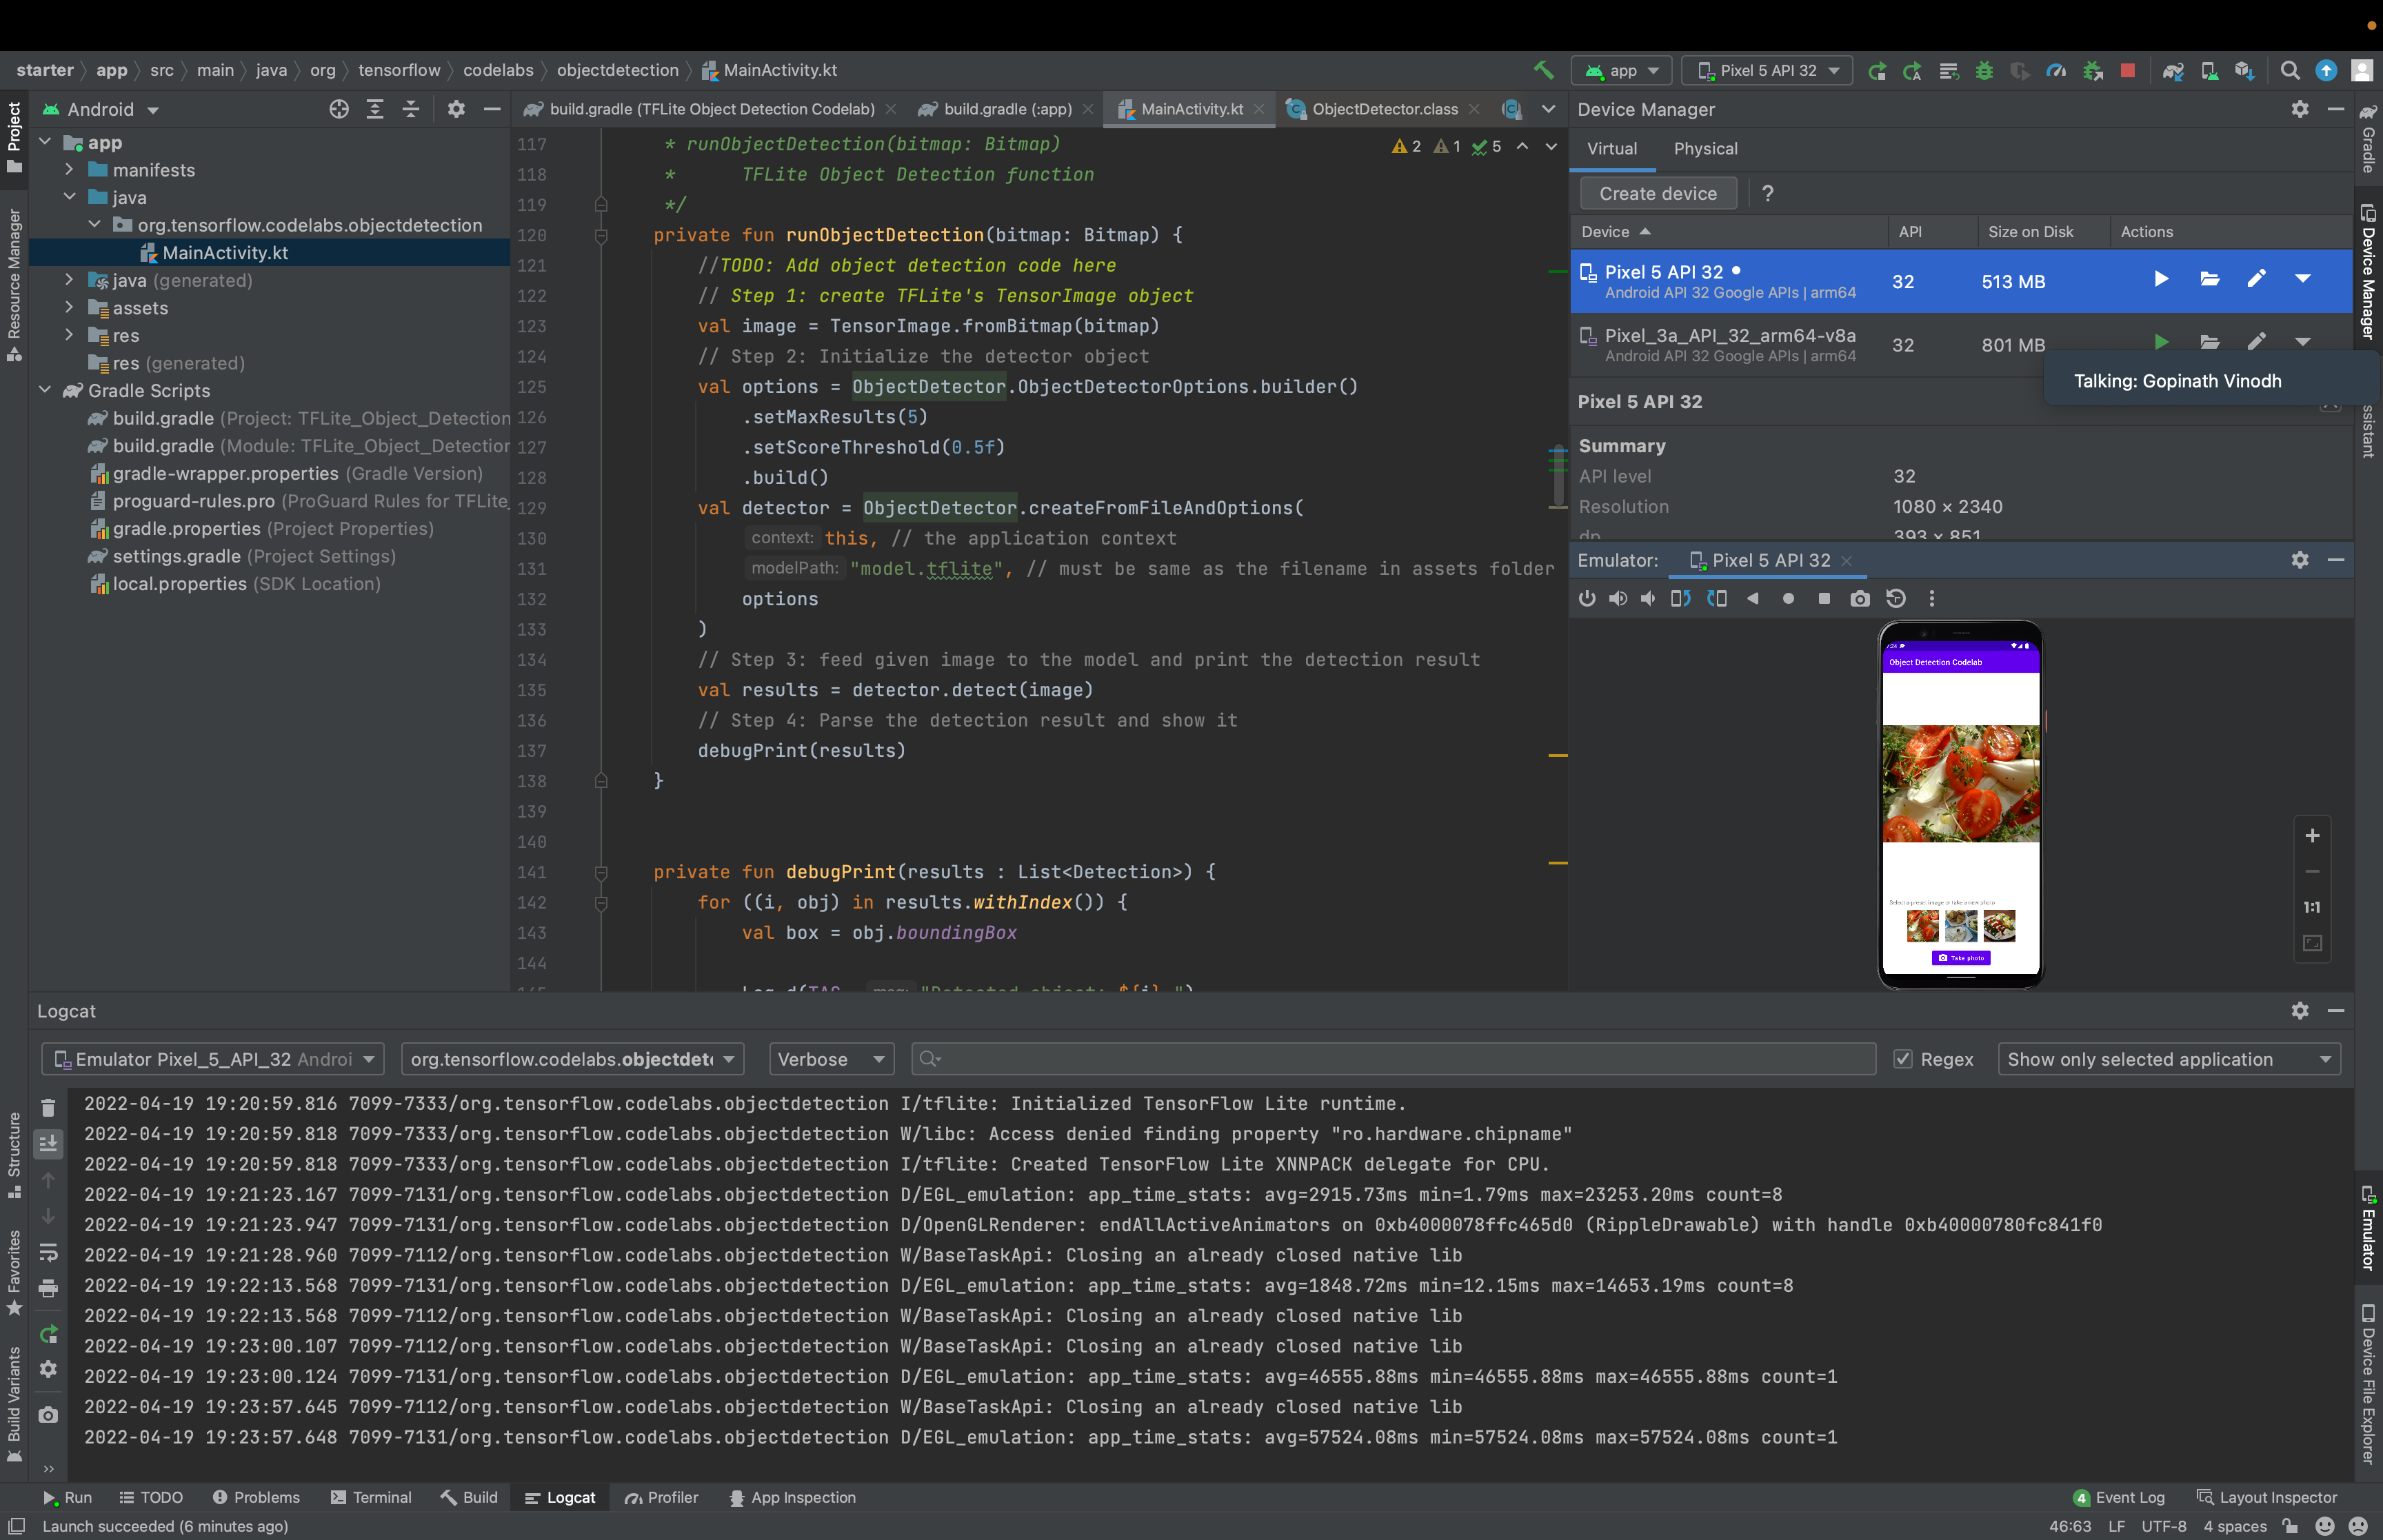 starter app src main java org tensorflow codelabs objectdetection MainActivity.kt
app
Pixel 5 API 32
Project
Android
build.gradle (TFLite Object Detection Codelab)
build.gradle (:app)
MainActivity.kt
ObjectDetector.class
app
manifests
java
org.tensorflow.codelabs.objectdetection
MainActivity.kt
java (generated)
assets
res
res (generated)
Gradle Scripts
build.gradle (Project: TFLite_Object_Detection
build.gradle (Module: TFLite_Object_Detection
gradle-wrapper.properties (Gradle Version)
proguard-rules.pro (ProGuard Rules for TFLite_
gradle.properties (Project Properties)
settings.gradle (Project Settings)
local.properties (SDK Location)
Resource Manager
Structure
Favorites
Build Variants
2 1 5
117 * runObjectDetection(bitmap: Bitmap)
118 * TFLite Object Detection function
119 */
120 private fun runObjectDetection(bitmap: Bitmap) {
121 //TODO: Add object detection code here
122 // Step 1: create TFLite's TensorImage object
123 val image = TensorImage.fromBitmap(bitmap)
124 // Step 2: Initialize the detector object
125 val options = ObjectDetector.ObjectDetectorOptions.builder()
126 .setMaxResults(5)
127 .setScoreThreshold(0.5f)
128 .build()
129 val detector = ObjectDetector.createFromFileAndOptions(
130 context: this, // the application context
131 modelPath: "model.tflite", // must be same as the filename in assets folder
132 options
133 )
134 // Step 3: feed given image to the model and print the detection result
135 val results = detector.detect(image)
136 // Step 4: Parse the detection result and show it
137 debugPrint(results)
138 }
139
140
141 private fun debugPrint(results : List<Detection>) {
142 for ((i, obj) in results.withIndex()) {
143 val box = obj.boundingBox
144
Device Manager
Virtual Physical
Create device ?
Device API Size on Disk Actions
Pixel 5 API 32
Android API 32 Google APIs | arm64
32 513 MB
Pixel_3a_API_32_arm64-v8a
Android API 32 Google APIs | arm64
32 801 MB
Talking: Gopinath Vinodh
Pixel 5 API 32
Summary
API level 32
Resolution 1080 × 2340
dp 393 × 851
Emulator: Pixel 5 API 32
Object Detection Codelab
Select a preset image or take a new photo
Take photo
1:1
Gradle
Device Manager
ssistant
Emulator
Device File Explorer
Logcat
Emulator Pixel_5_API_32 Androi
org.tensorflow.codelabs.objectdete
Verbose
Regex
Show only selected application
2022-04-19 19:20:59.816 7099-7333/org.tensorflow.codelabs.objectdetection I/tflite: Initialized TensorFlow Lite runtime.
2022-04-19 19:20:59.818 7099-7333/org.tensorflow.codelabs.objectdetection W/libc: Access denied finding property "ro.hardware.chipname"
2022-04-19 19:20:59.818 7099-7333/org.tensorflow.codelabs.objectdetection I/tflite: Created TensorFlow Lite XNNPACK delegate for CPU.
2022-04-19 19:21:23.167 7099-7131/org.tensorflow.codelabs.objectdetection D/EGL_emulation: app_time_stats: avg=2915.73ms min=1.79ms max=23253.20ms count=8
2022-04-19 19:21:23.947 7099-7131/org.tensorflow.codelabs.objectdetection D/OpenGLRenderer: endAllActiveAnimators on 0xb4000078ffc465d0 (RippleDrawable) with handle 0xb40000780fc841f0
2022-04-19 19:21:28.960 7099-7112/org.tensorflow.codelabs.objectdetection W/BaseTaskApi: Closing an already closed native lib
2022-04-19 19:22:13.568 7099-7131/org.tensorflow.codelabs.objectdetection D/EGL_emulation: app_time_stats: avg=1848.72ms min=12.15ms max=14653.19ms count=8
2022-04-19 19:22:13.568 7099-7112/org.tensorflow.codelabs.objectdetection W/BaseTaskApi: Closing an already closed native lib
2022-04-19 19:23:00.107 7099-7112/org.tensorflow.codelabs.objectdetection W/BaseTaskApi: Closing an already closed native lib
2022-04-19 19:23:00.124 7099-7131/org.tensorflow.codelabs.objectdetection D/EGL_emulation: app_time_stats: avg=46555.88ms min=46555.88ms max=46555.88ms count=1
2022-04-19 19:23:57.645 7099-7112/org.tensorflow.codelabs.objectdetection W/BaseTaskApi: Closing an already closed native lib
2022-04-19 19:23:57.648 7099-7131/org.tensorflow.codelabs.objectdetection D/EGL_emulation: app_time_stats: avg=57524.08ms min=57524.08ms max=57524.08ms count=1
Run TODO Problems Terminal Build Logcat Profiler App Inspection
4 Event Log Layout Inspector
Launch succeeded (6 minutes ago)
46:63 LF UTF-8 4 spaces